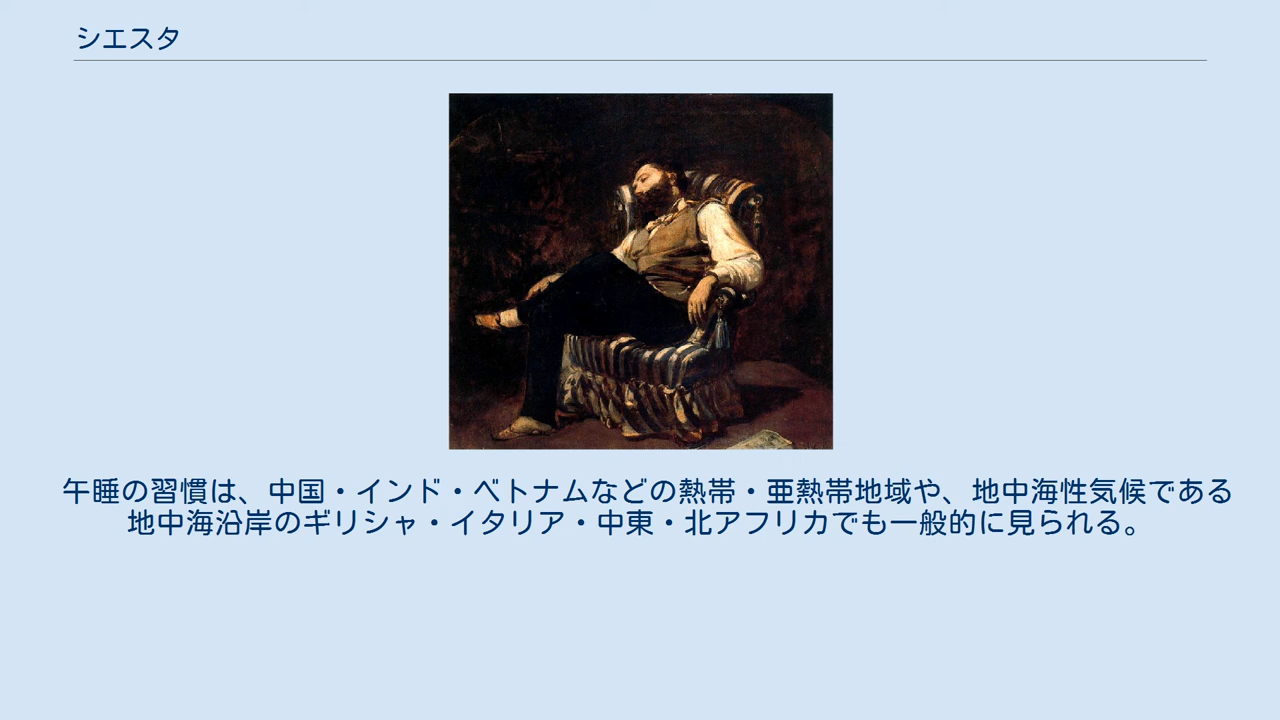 シエスタ
午睡の習慣は、中国・インド・ベトナムなどの熱帯・亜熱帯地域や、地中海性気候である
地中海沿岸のギリシャ・イタリア・中東・北アフリカでも一般的に見られる。